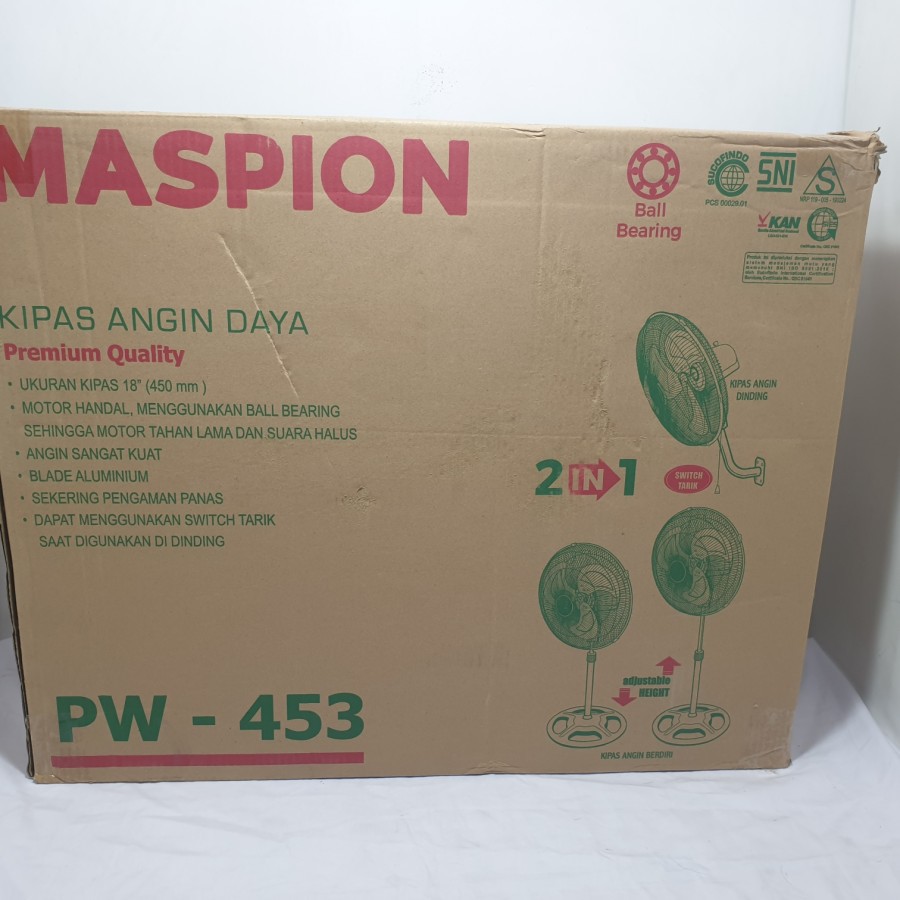 MASPION
Ball
Bearing
SUCOFINDO
SNI
S
KAN
KIPAS ANGIN DAYA
Premium Quality
• UKURAN KIPAS 18" (450 mm )
• MOTOR HANDAL, MENGGUNAKAN BALL BEARING
SEHINGGA MOTOR TAHAN LAMA DAN SUARA HALUS
• ANGIN SANGAT KUAT
• BLADE ALUMINIUM
• SEKERING PENGAMAN PANAS
• DAPAT MENGGUNAKAN SWITCH TARIK
SAAT DIGUNAKAN DI DINDING
KIPAS ANGIN
DINDING
2 IN 1
SWITCH
TARIK
adjustable
HEIGHT
KIPAS ANGIN BERDIRI
PW - 453